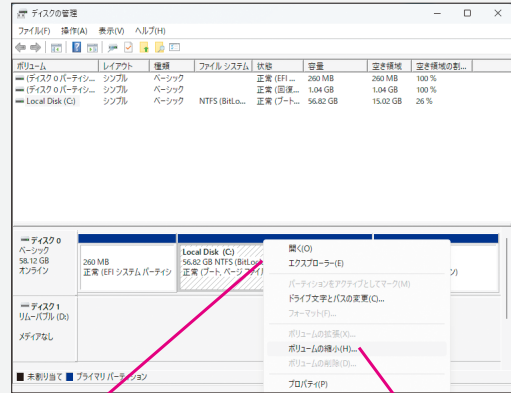 ディスクの管理
ファイル(F) 操作(A) 表示(V) ヘルプ(H)
ボリューム レイアウト 種類 ファイル システム 状態 容量 空き領域 空き領域の割...
(ディスク 0 パーティシ... シンプル ベーシック 正常 (EFI ... 260 MB 260 MB 100 %
(ディスク 0 パーティシ... シンプル ベーシック 正常 (回復... 1.04 GB 1.04 GB 100 %
Local Disk (C:) シンプル ベーシック NTFS (BitLo... 正常 (ブート... 56.82 GB 15.02 GB 26 %
ディスク 0
ベーシック
58.12 GB
オンライン
260 MB
正常 (EFI システム パーティシ
Local Disk (C:)
56.82 GB NTFS (BitLoc
正常 (ブート, ページ ファイ
ン)
開く(O)
エクスプローラー(E)
パーティションをアクティブとしてマーク(M)
ドライブ文字とパスの変更(C)...
フォーマット(F)...
ボリュームの拡張(X)...
ボリュームの縮小(H)...
ボリュームの削除(D)...
プロパティ(P)
ディスク 1
リムーバブル (D:)
メディアなし
未割り当て プライマリ パーティション